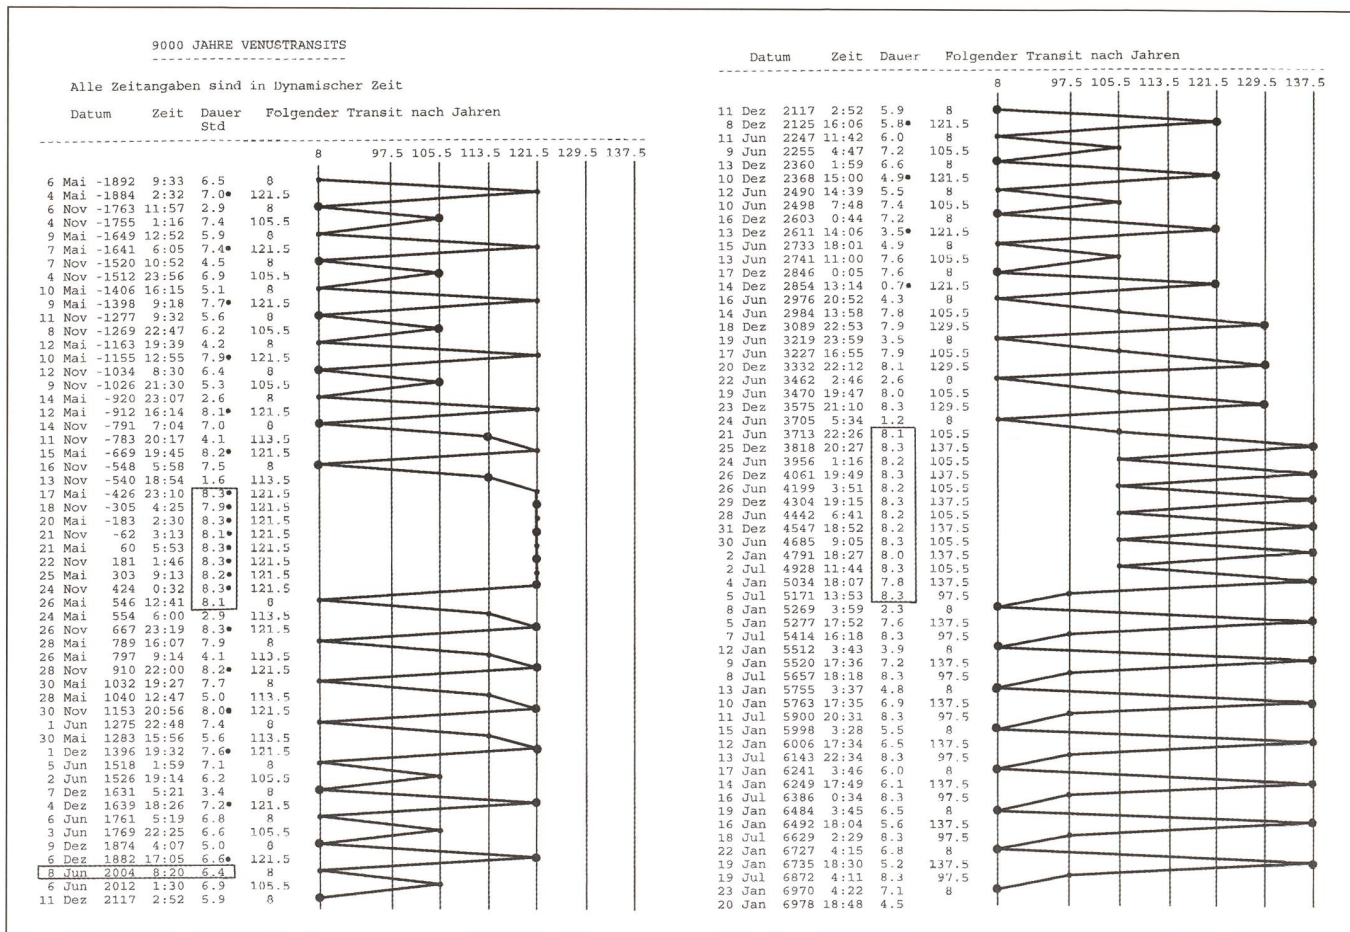 9000 JAHRE VENUSTRANSITS
Alle Zeitangaben sind in Dynamischer Zeit
Datum Zeit Dauer Folgender Transit nach Jahren
Std
8 97.5 105.5 113.5 121.5 129.5 137.5
6 Mai -1892 9:33 6.5 8
4 Mai -1884 2:32 7.0• 121.5
6 Nov -1763 11:57 2.9 8
4 Nov -1755 1:16 7.4 105.5
9 Mai -1649 12:52 5.9 8
7 Mai -1641 6:05 7.4• 121.5
7 Nov -1520 10:52 4.5 8
4 Nov -1512 23:56 6.9 105.5
10 Mai -1406 16:15 5.1 8
9 Mai -1398 9:18 7.7• 121.5
11 Nov -1277 9:32 5.6 8
8 Nov -1269 22:47 6.2 105.5
12 Mai -1163 19:39 4.2 8
10 Mai -1155 12:55 7.9• 121.5
12 Nov -1034 8:30 6.4 8
9 Nov -1026 21:30 5.3 105.5
14 Mai -920 23:07 2.6 8
12 Mai -912 16:14 8.1• 121.5
14 Nov -791 7:04 7.0 8
11 Nov -783 20:17 4.1 113.5
15 Mai -669 19:45 8.2• 121.5
16 Nov -548 5:58 7.5 8
13 Nov -540 18:54 1.6 113.5
17 Mai -426 23:10 8.3• 121.5
18 Nov -305 4:25 7.9• 121.5
20 Mai -183 2:30 8.3• 121.5
21 Nov -62 3:13 8.1• 121.5
21 Mai 60 5:53 8.3• 121.5
22 Nov 181 1:46 8.3• 121.5
25 Mai 303 9:13 8.2• 121.5
24 Nov 424 0:32 8.3• 121.5
26 Mai 546 12:41 8.1 8
24 Mai 554 6:00 2.9 113.5
26 Nov 667 23:19 8.3• 121.5
28 Mai 789 16:07 7.9 8
26 Mai 797 9:14 4.1 113.5
28 Nov 910 22:00 8.2• 121.5
30 Mai 1032 19:27 7.7 8
28 Mai 1040 12:47 5.0 113.5
30 Nov 1153 20:56 8.0• 121.5
1 Jun 1275 22:48 7.4 8
30 Mai 1283 15:56 5.6 113.5
1 Dez 1396 19:32 7.6• 121.5
5 Jun 1518 1:59 7.1 8
2 Jun 1526 19:14 6.2 105.5
7 Dez 1631 5:21 3.4 8
4 Dez 1639 18:26 7.2• 121.5
6 Jun 1761 5:19 6.8 8
3 Jun 1769 22:25 6.6 105.5
9 Dez 1874 4:07 5.0 8
6 Dez 1882 17:05 6.6• 121.5
8 Jun 2004 8:20 6.4 8
6 Jun 2012 1:30 6.9 105.5
11 Dez 2117 2:52 5.9 8
Datum Zeit Dauer Folgender Transit nach Jahren
8 97.5 105.5 113.5 121.5 129.5 137.5
11 Dez 2117 2:52 5.9 8
8 Dez 2125 16:06 5.8• 121.5
11 Jun 2247 11:42 6.0 8
9 Jun 2255 4:47 7.2 105.5
13 Dez 2360 1:59 6.6 8
10 Dez 2368 15:00 4.9• 121.5
12 Jun 2490 14:39 5.5 8
10 Jun 2498 7:48 7.4 105.5
16 Dez 2603 0:44 7.2 8
13 Dez 2611 14:06 3.5• 121.5
15 Jun 2733 18:01 4.9 8
13 Jun 2741 11:00 7.6 105.5
17 Dez 2846 0:05 7.6 8
14 Dez 2854 13:14 0.7• 121.5
16 Jun 2976 20:52 4.3 8
14 Jun 2984 13:58 7.8 105.5
18 Dez 3089 22:53 7.9 129.5
19 Jun 3219 23:59 3.5 8
17 Jun 3227 16:55 7.9 105.5
20 Dez 3332 22:12 8.1 129.5
22 Jun 3462 2:46 2.6 8
19 Jun 3470 19:47 8.0 105.5
23 Dez 3575 21:10 8.3 129.5
24 Jun 3705 5:34 1.2 8
21 Jun 3713 22:26 8.1 105.5
25 Dez 3818 20:27 8.3 137.5
24 Jun 3956 1:16 8.2 105.5
26 Dez 4061 19:49 8.3 137.5
26 Jun 4199 3:51 8.2 105.5
29 Dez 4304 19:15 8.3 137.5
28 Jun 4442 6:41 8.2 105.5
31 Dez 4547 18:52 8.2 137.5
30 Jun 4685 9:05 8.3 105.5
2 Jan 4791 18:27 8.0 137.5
2 Jul 4928 11:44 8.3 105.5
4 Jan 5034 18:07 7.8 137.5
5 Jul 5171 13:53 8.3 97.5
8 Jan 5269 3:59 2.3 8
5 Jan 5277 17:52 7.6 137.5
7 Jul 5414 16:18 8.3 97.5
12 Jan 5512 3:43 3.9 8
9 Jan 5520 17:36 7.2 137.5
8 Jul 5657 18:18 8.3 97.5
13 Jan 5755 3:37 4.8 8
10 Jan 5763 17:35 6.9 137.5
11 Jul 5900 20:31 8.3 97.5
15 Jan 5998 3:28 5.5 8
12 Jan 6006 17:34 6.5 137.5
13 Jul 6143 22:34 8.3 97.5
17 Jan 6241 3:46 6.0 8
14 Jan 6249 17:49 6.1 137.5
16 Jul 6386 0:34 8.3 97.5
19 Jan 6484 3:45 6.5 8
16 Jan 6492 18:04 5.6 137.5
18 Jul 6629 2:29 8.3 97.5
22 Jan 6727 4:15 6.8 8
19 Jan 6735 18:30 5.2 137.5
19 Jul 6872 4:11 8.3 97.5
23 Jan 6970 4:22 7.1 8
20 Jan 6978 18:48 4.5